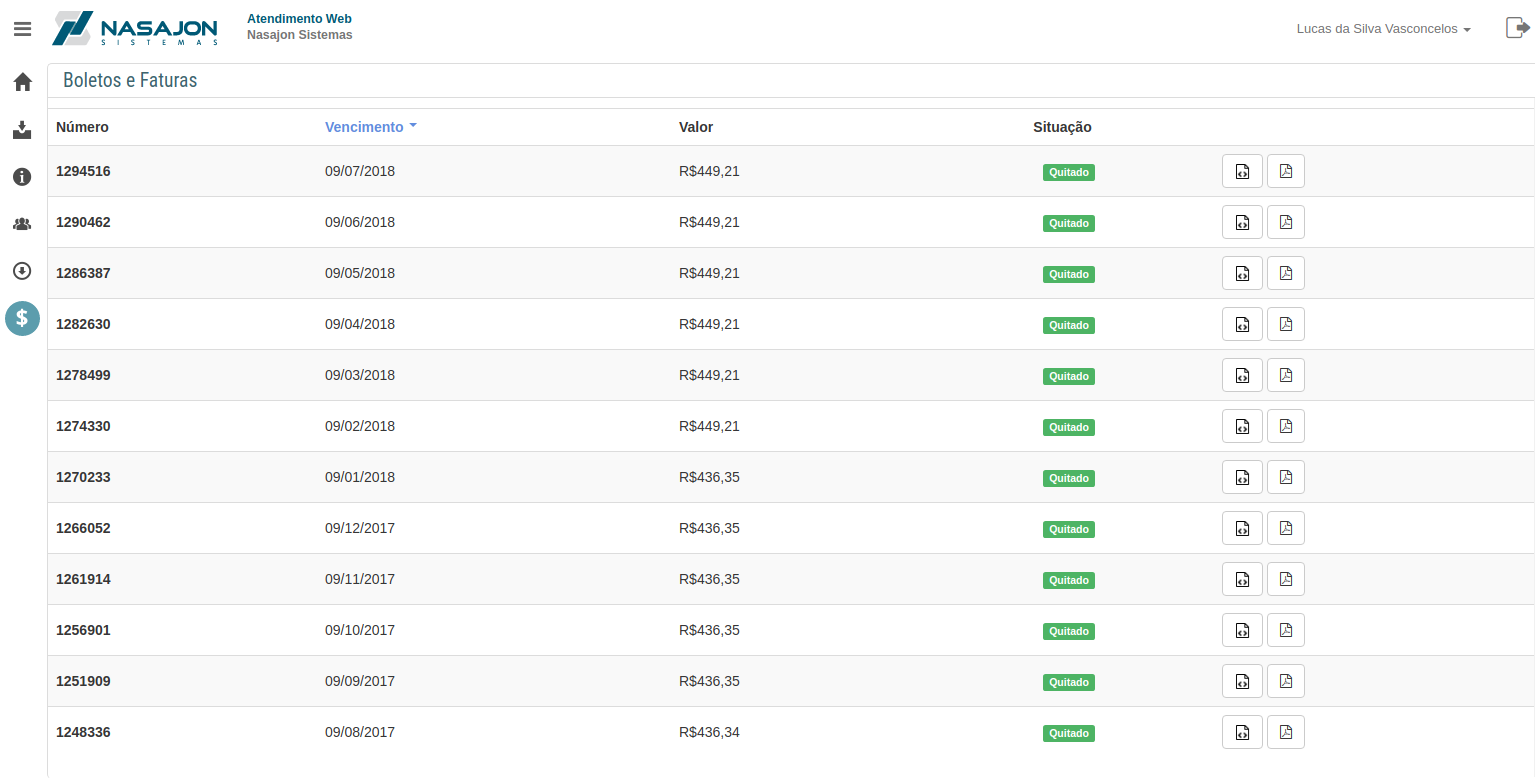 NASAJON
SISTEMAS
Atendimento Web
Nasajon Sistemas
Lucas da Silva Vasconcelos
Boletos e Faturas
Número Vencimento Valor Situação
1294516 09/07/2018 R$449,21 Quitado
1290462 09/06/2018 R$449,21 Quitado
1286387 09/05/2018 R$449,21 Quitado
1282630 09/04/2018 R$449,21 Quitado
1278499 09/03/2018 R$449,21 Quitado
1274330 09/02/2018 R$449,21 Quitado
1270233 09/01/2018 R$436,35 Quitado
1266052 09/12/2017 R$436,35 Quitado
1261914 09/11/2017 R$436,35 Quitado
1256901 09/10/2017 R$436,35 Quitado
1251909 09/09/2017 R$436,35 Quitado
1248336 09/08/2017 R$436,34 Quitado